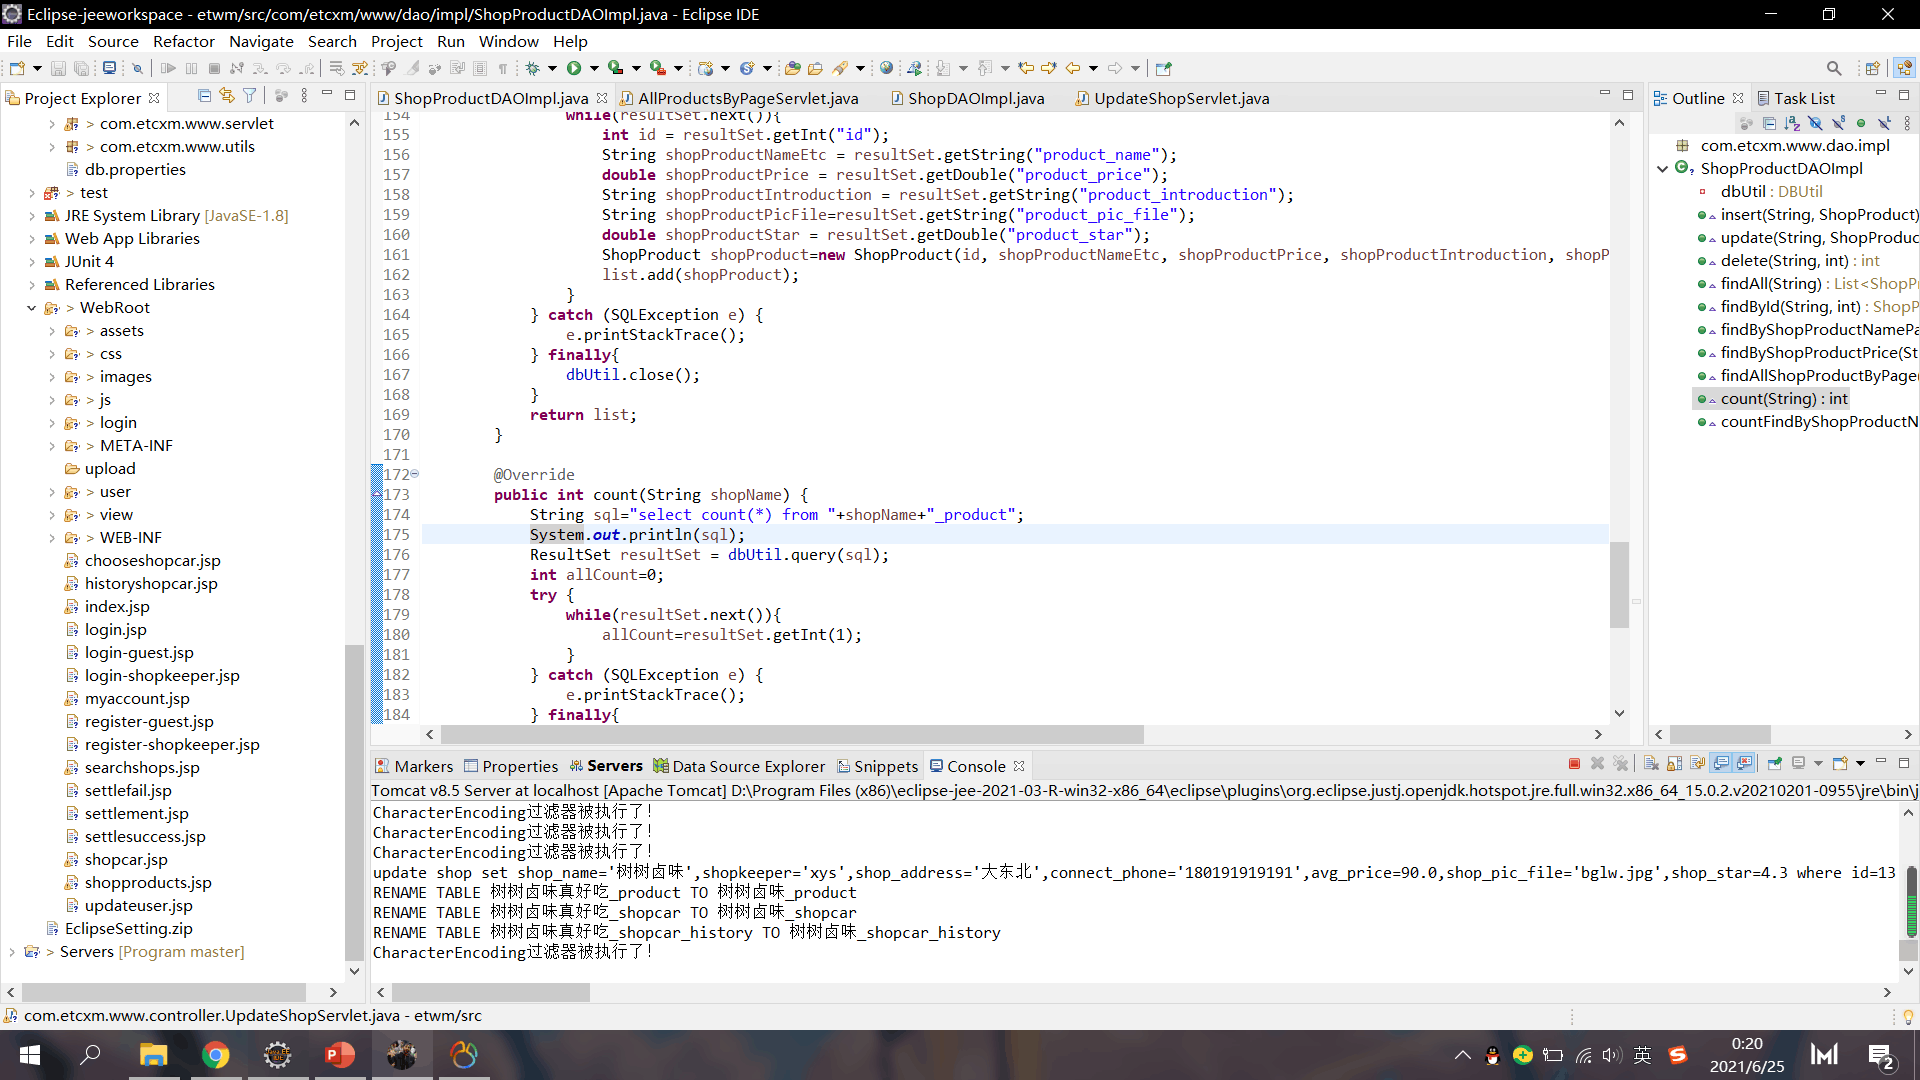 Eclipse-jeeworkspace - etwm/src/com/etcxm/www/dao/impl/ShopProductDAOImpl.java - Eclipse IDE
File Edit Source Refactor Navigate Search Project Run Window Help
Project Explorer
> com.etcxm.www.servlet
> com.etcxm.www.utils
db.properties
> test
JRE System Library [JavaSE-1.8]
Web App Libraries
JUnit 4
Referenced Libraries
> WebRoot
> assets
> css
> images
> js
> login
> META-INF
upload
> user
> view
> WEB-INF
chooseshopcar.jsp
historyshopcar.jsp
index.jsp
login.jsp
login-guest.jsp
login-shopkeeper.jsp
myaccount.jsp
register-guest.jsp
register-shopkeeper.jsp
searchshops.jsp
settlefail.jsp
settlement.jsp
settlesuccess.jsp
shopcar.jsp
shopproducts.jsp
updateuser.jsp
EclipseSetting.zip
> Servers [Program master]
ShopProductDAOImpl.java AllProductsByPageServlet.java ShopDAOImpl.java UpdateShopServlet.java
154 while(resultSet.next()){
155 int id = resultSet.getInt("id");
156 String shopProductNameEtc = resultSet.getString("product_name");
157 double shopProductPrice = resultSet.getDouble("product_price");
158 String shopProductIntroduction = resultSet.getString("product_introduction");
159 String shopProductPicFile=resultSet.getString("product_pic_file");
160 double shopProductStar = resultSet.getDouble("product_star");
161 ShopProduct shopProduct=new ShopProduct(id, shopProductNameEtc, shopProductPrice, shopProductIntroduction, shopP
162 list.add(shopProduct);
163 }
164 } catch (SQLException e) {
165 e.printStackTrace();
166 } finally{
167 dbUtil.close();
168 }
169 return list;
170 }
171
172 @Override
173 public int count(String shopName) {
174 String sql="select count(*) from "+shopName+"_product";
175 System.out.println(sql);
176 ResultSet resultSet = dbUtil.query(sql);
177 int allCount=0;
178 try {
179 while(resultSet.next()){
180 allCount=resultSet.getInt(1);
181 }
182 } catch (SQLException e) {
183 e.printStackTrace();
184 } finally{
Outline Task List
com.etcxm.www.dao.impl
ShopProductDAOImpl
dbUtil : DBUtil
insert(String, ShopProduct)
update(String, ShopProduc
delete(String, int) : int
findAll(String) : List<ShopPr
findById(String, int) : ShopP
findByShopProductNamePa
findByShopProductPrice(St
findAllShopProductByPage(
count(String) : int
countFindByShopProductN
Markers Properties Servers Data Source Explorer Snippets Console
Tomcat v8.5 Server at localhost [Apache Tomcat] D:\Program Files (x86)\eclipse-jee-2021-03-R-win32-x86_64\eclipse\plugins\org.eclipse.justj.openjdk.hotspot.jre.full.win32.x86_64_15.0.2.v20210201-0955\jre\bin\j
CharacterEncoding过滤器被执行了!
CharacterEncoding过滤器被执行了!
CharacterEncoding过滤器被执行了!
update shop set shop_name='树树卤味',shopkeeper='xys',shop_address='大东北',connect_phone='180191919191',avg_price=90.0,shop_pic_file='bglw.jpg',shop_star=4.3 where id=13
RENAME TABLE 树树卤味真好吃_product TO 树树卤味_product
RENAME TABLE 树树卤味真好吃_shopcar TO 树树卤味_shopcar
RENAME TABLE 树树卤味真好吃_shopcar_history TO 树树卤味_shopcar_history
CharacterEncoding过滤器被执行了!
com.etcxm.www.controller.UpdateShopServlet.java - etwm/src
英
0:20
2021/6/25
2